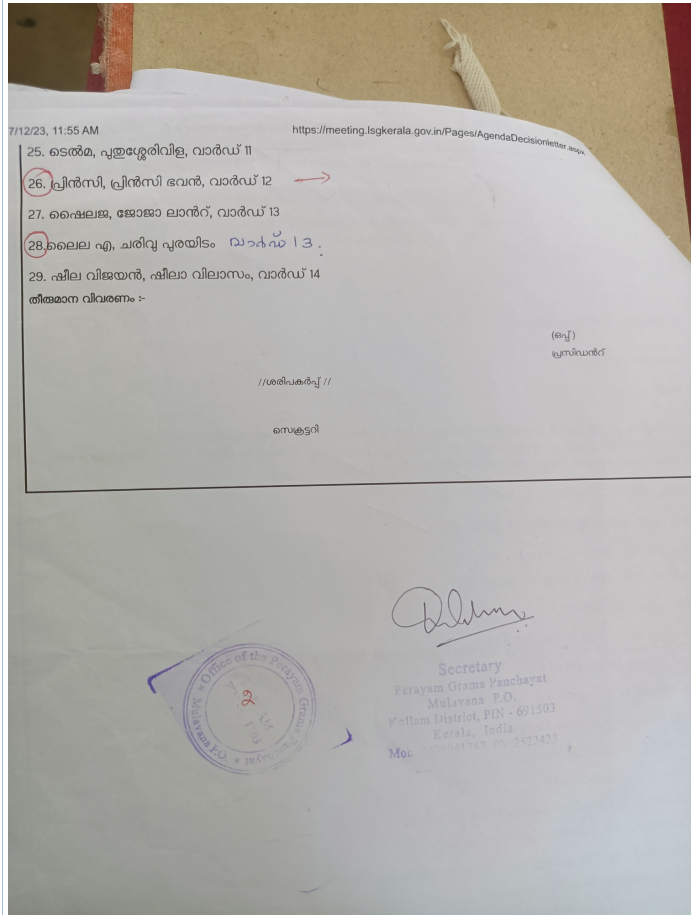 7/12/23, 11:55 AM
https://meeting.lsgkerala.gov.in/Pages/AgendaDecisionletter.aspx
25. ടെൽമ, പുതുശ്ശേരിവിള, വാർഡ് 11
26. പ്രിൻസി, പ്രിൻസി ഭവൻ, വാർഡ് 12
27. ഷൈലജ, ജോജാ ലാൻറ്, വാർഡ് 13
28.ലൈല എ, ചരിവു പുരയിടം വാർഡ് 13.
29. ഷീല വിജയൻ, ഷീലാ വിലാസം, വാർഡ് 14
തീരുമാന വിവരണം :-
(ഒപ്പ്)
പ്രസിഡൻറ്
//ശരിപകർപ്പ് //
സെക്രട്ടറി
Secretary
Perayam Grama Panchayat
Mulavana P.O.
Kollam District, PIN - 691503
Kerala, India
Mob
2522423
Office of the Perayam Grama
Mulavana P.O.
2